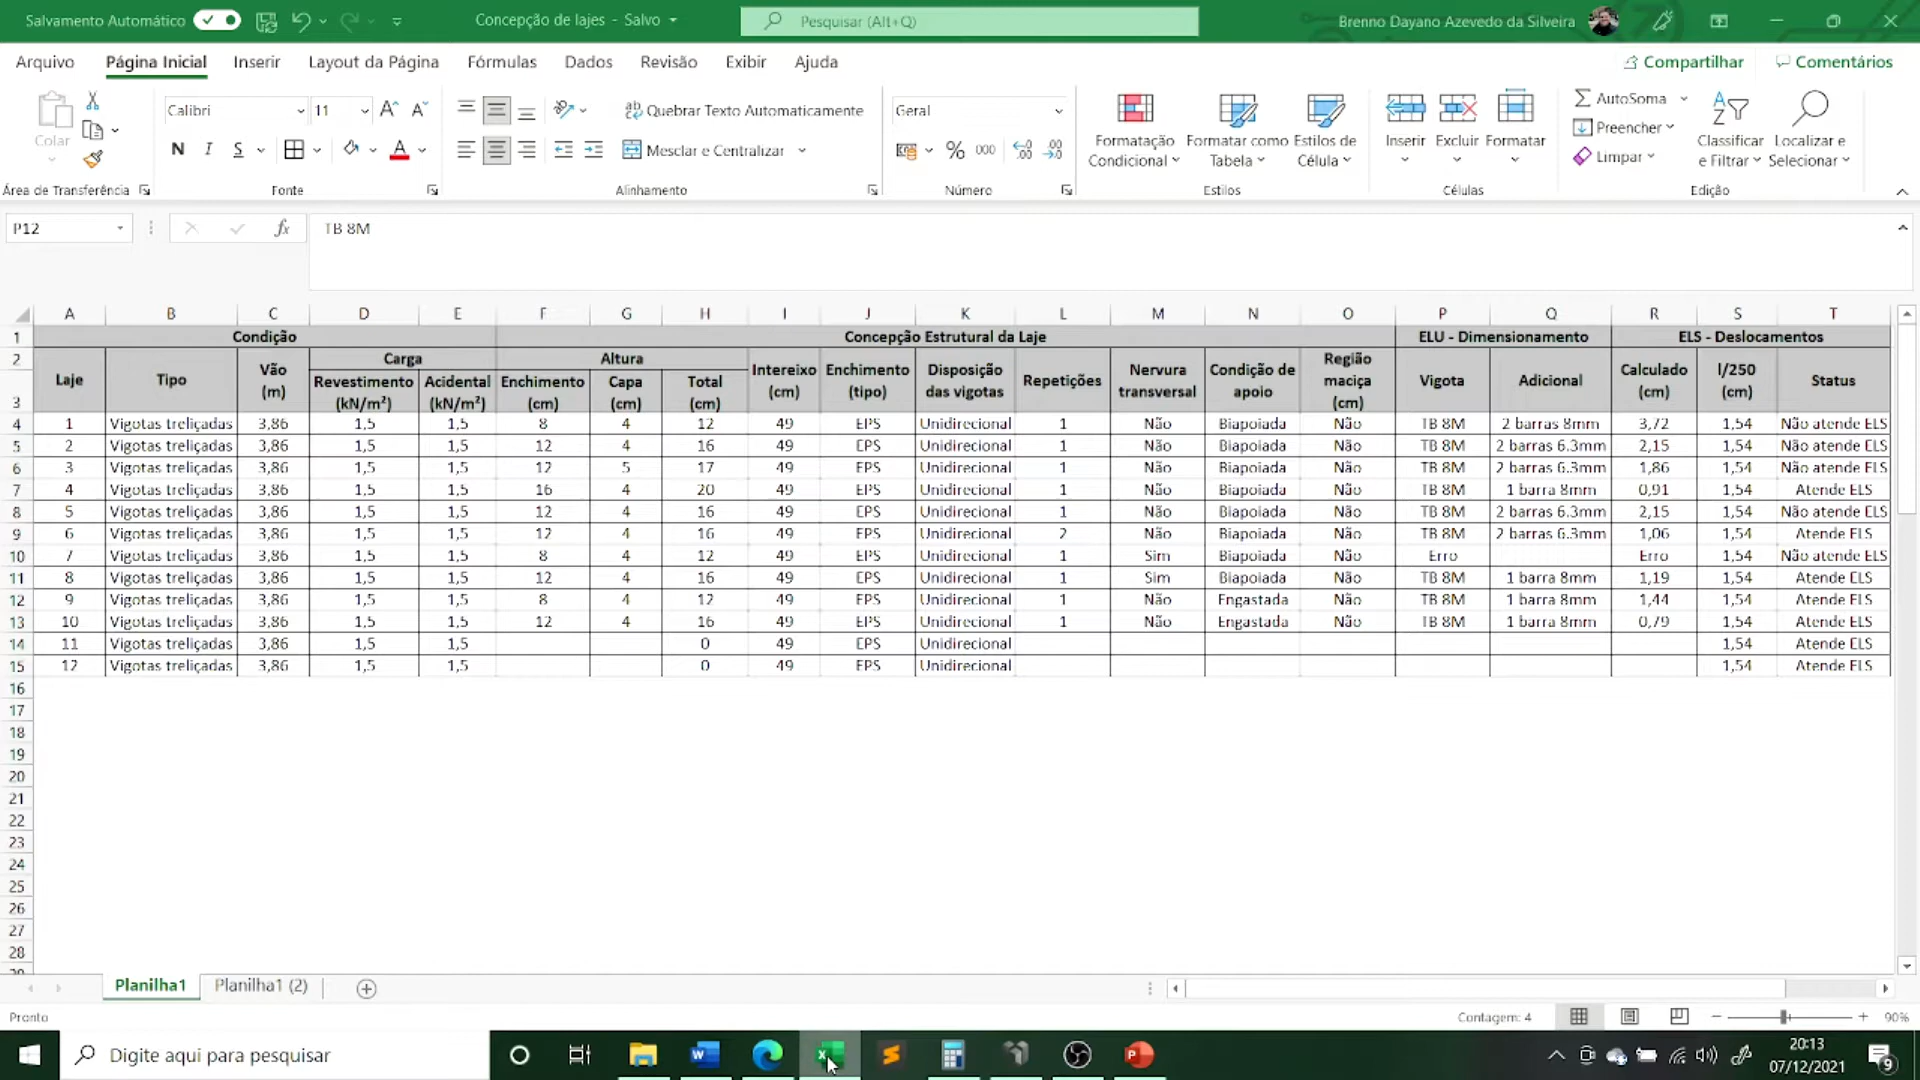 Salvamento Automático
Concepção de lajes - Salvo
Pesquisar (Alt+Q)
Brenno Dayano Azevedo da Silveira
Arquivo Página Inicial Inserir Layout da Página Fórmulas Dados Revisão Exibir Ajuda
Compartilhar Comentários
Colar
Calibri 11
N I S
Quebrar Texto Automaticamente
Mesclar e Centralizar
Geral
% 000
Formatação Condicional
Formatar como Tabela
Estilos de Célula
Inserir Excluir Formatar
AutoSoma
Preencher
Limpar
Classificar e Filtrar
Localizar e Selecionar
Área de Transferência Fonte Alinhamento Número Estilos Células Edição
P12 fx TB 8M
A B C D E F G H I J K L M N O P Q R S T
1 Condição Concepção Estrutural da Laje ELU - Dimensionamento ELS - Deslocamentos
2 Laje Tipo Vão (m) Carga Altura Intereixo (cm) Enchimento (tipo) Disposição das vigotas Repetições Nervura transversal Condição de apoio Região maciça (cm) Vigota Adicional Calculado (cm) l/250 (cm) Status
3 Revestimento (kN/m²) Acidental (kN/m²) Enchimento (cm) Capa (cm) Total (cm)
4 1 Vigotas treliçadas 3,86 1,5 1,5 8 4 12 49 EPS Unidirecional 1 Não Biapoiada Não TB 8M 2 barras 8mm 3,72 1,54 Não atende ELS
5 2 Vigotas treliçadas 3,86 1,5 1,5 12 4 16 49 EPS Unidirecional 1 Não Biapoiada Não TB 8M 2 barras 6.3mm 2,15 1,54 Não atende ELS
6 3 Vigotas treliçadas 3,86 1,5 1,5 12 5 17 49 EPS Unidirecional 1 Não Biapoiada Não TB 8M 2 barras 6.3mm 1,86 1,54 Não atende ELS
7 4 Vigotas treliçadas 3,86 1,5 1,5 16 4 20 49 EPS Unidirecional 1 Não Biapoiada Não TB 8M 1 barra 8mm 0,91 1,54 Atende ELS
8 5 Vigotas treliçadas 3,86 1,5 1,5 12 4 16 49 EPS Unidirecional 1 Não Biapoiada Não TB 8M 2 barras 6.3mm 2,15 1,54 Não atende ELS
9 6 Vigotas treliçadas 3,86 1,5 1,5 12 4 16 49 EPS Unidirecional 2 Não Biapoiada Não TB 8M 2 barras 6.3mm 1,06 1,54 Atende ELS
10 7 Vigotas treliçadas 3,86 1,5 1,5 8 4 12 49 EPS Unidirecional 1 Sim Biapoiada Não Erro Erro 1,54 Não atende ELS
11 8 Vigotas treliçadas 3,86 1,5 1,5 12 4 16 49 EPS Unidirecional 1 Sim Biapoiada Não TB 8M 1 barra 8mm 1,19 1,54 Atende ELS
12 9 Vigotas treliçadas 3,86 1,5 1,5 8 4 12 49 EPS Unidirecional 1 Não Engastada Não TB 8M 1 barra 8mm 1,44 1,54 Atende ELS
13 10 Vigotas treliçadas 3,86 1,5 1,5 12 4 16 49 EPS Unidirecional 1 Não Engastada Não TB 8M 1 barra 8mm 0,79 1,54 Atende ELS
14 11 Vigotas treliçadas 3,86 1,5 1,5 0 49 EPS Unidirecional 1,54 Atende ELS
15 12 Vigotas treliçadas 3,86 1,5 1,5 0 49 EPS Unidirecional 1,54 Atende ELS
16
17
18
19
20
21
22
23
24
25
26
27
28
Planilha1 Planilha1 (2)
Pronto
Contagem: 4
90%
Digite aqui para pesquisar
20:13
07/12/2021
9